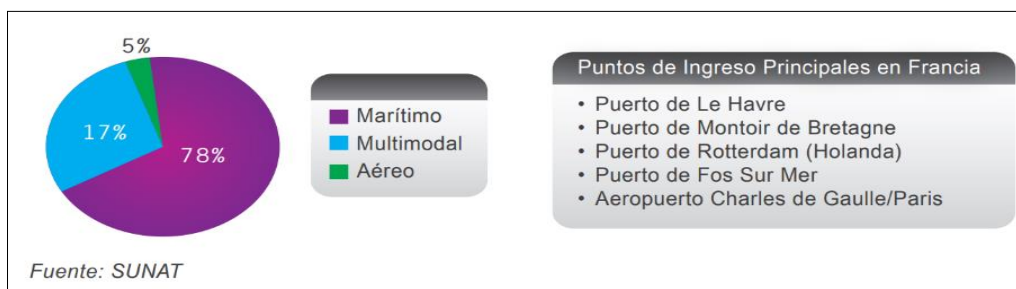 5%
17%
78%
Marítimo
Multimodal
Aéreo
Puntos de Ingreso Principales en Francia
• Puerto de Le Havre
• Puerto de Montoir de Bretagne
• Puerto de Rotterdam (Holanda)
• Puerto de Fos Sur Mer
• Aeropuerto Charles de Gaulle/Paris
Fuente: SUNAT